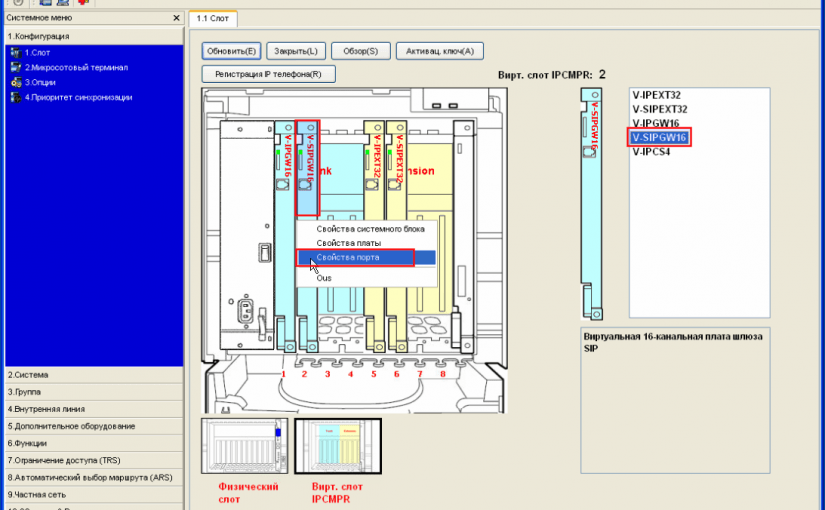 Системное меню
1.1 Слот
1.Конфигурация
1.Слот
2.Микросотовый терминал
3.Опции
4.Приоритет синхронизации
2.Система
3.Группа
4.Внутренняя линия
5.Дополнительное оборудование
6.Функции
7.Ограничение доступа (TRS)
8.Автоматический выбор маршрута (ARS)
9.Частная сеть
Обновить(E)
Закрыть(L)
Обзор(S)
Активац. ключ(A)
Регистрация IP телефона(R)
Вирт. слот IPCMPR: 2
V-IPGW16
V-SIPGW16
nk
V-IPEXT32
V-SIPEXT32
nsion
Свойства системного блока
Свойства платы
Свойства порта
Ous
1 2 3 4 5 6 7 8
Физический
слот
Вирт. слот
IPCMPR
V-SIPGW16
V-IPEXT32
V-SIPEXT32
V-IPGW16
V-SIPGW16
V-IPCS4
Виртуальная 16-канальная плата шлюза
SIP